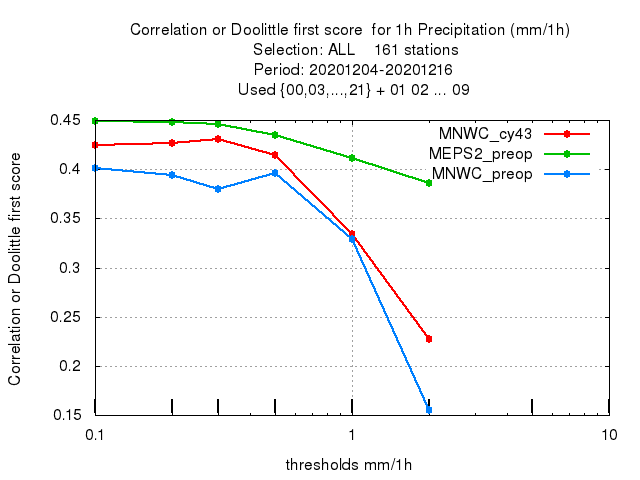 Correlation or Doolittle first score  for 1h Precipitation (mm/1h)
Selection: ALL    161 stations
Period: 20201204-20201216
Used {00,03,...,21} + 01 02 ... 09
MNWC_cy43
MEPS2_preop
MNWC_preop
Correlation or Doolittle first score
0.45
0.4
0.35
0.3
0.25
0.2
0.15
0.1
1
10
thresholds mm/1h